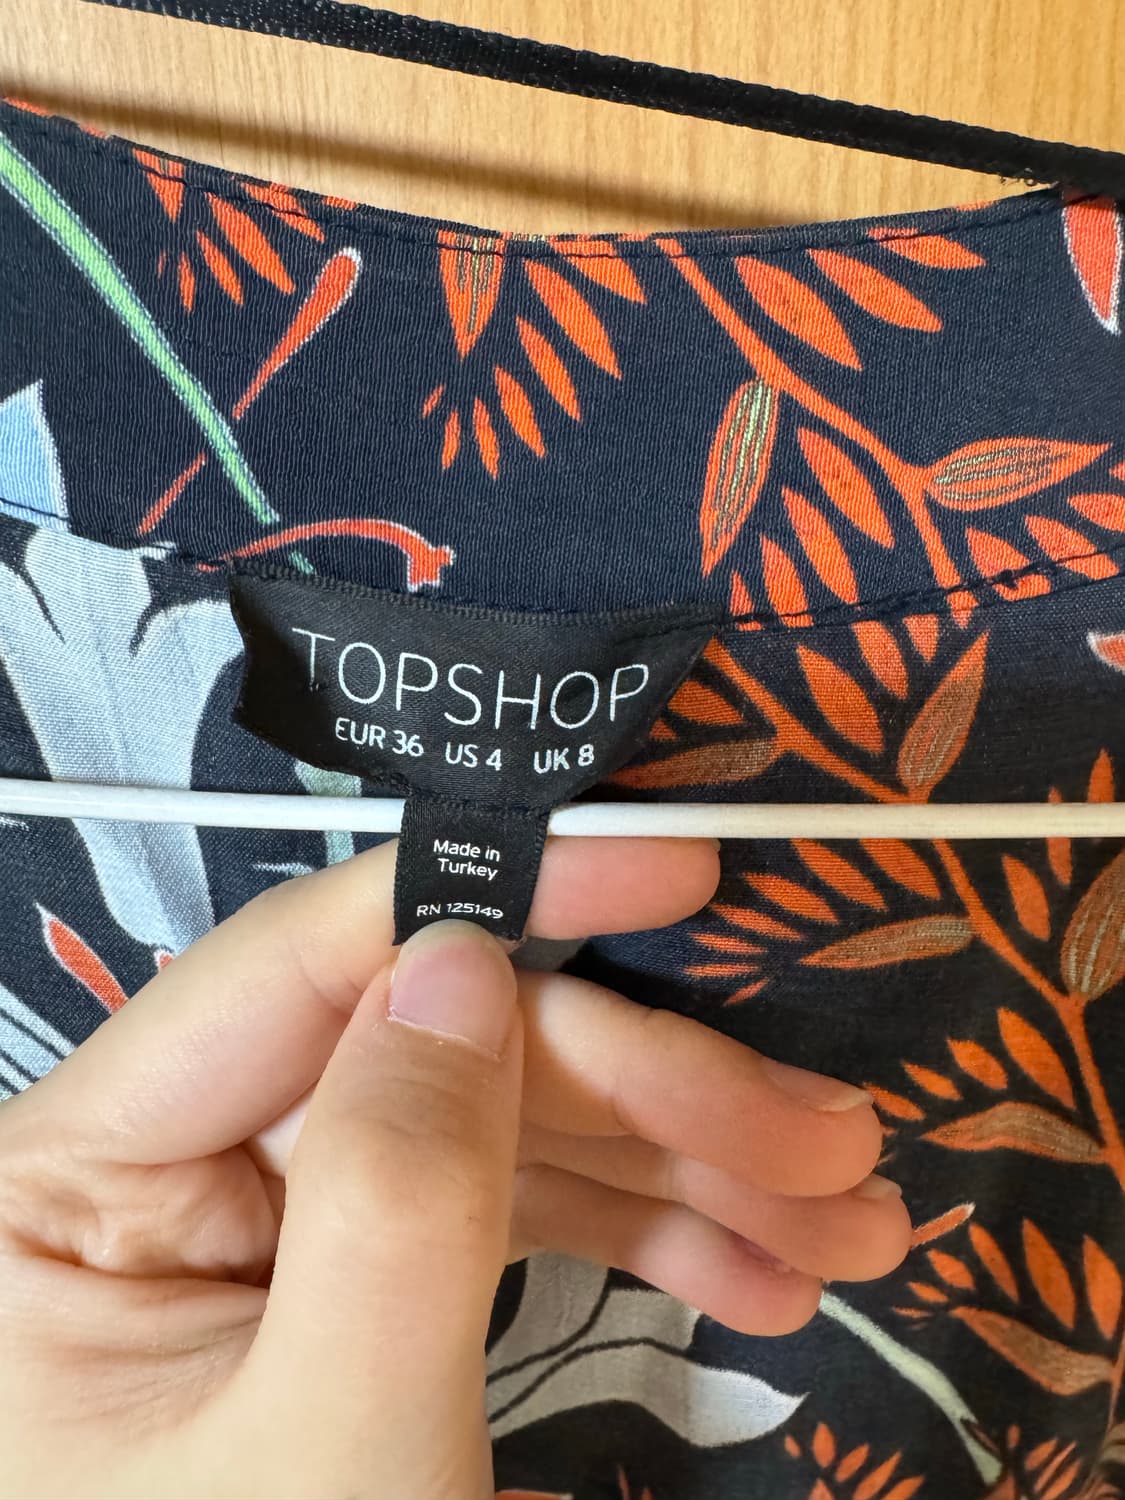 TOPSHOP
EUR 36 US 4 UK 8
Made in
Turkey
RN 125149